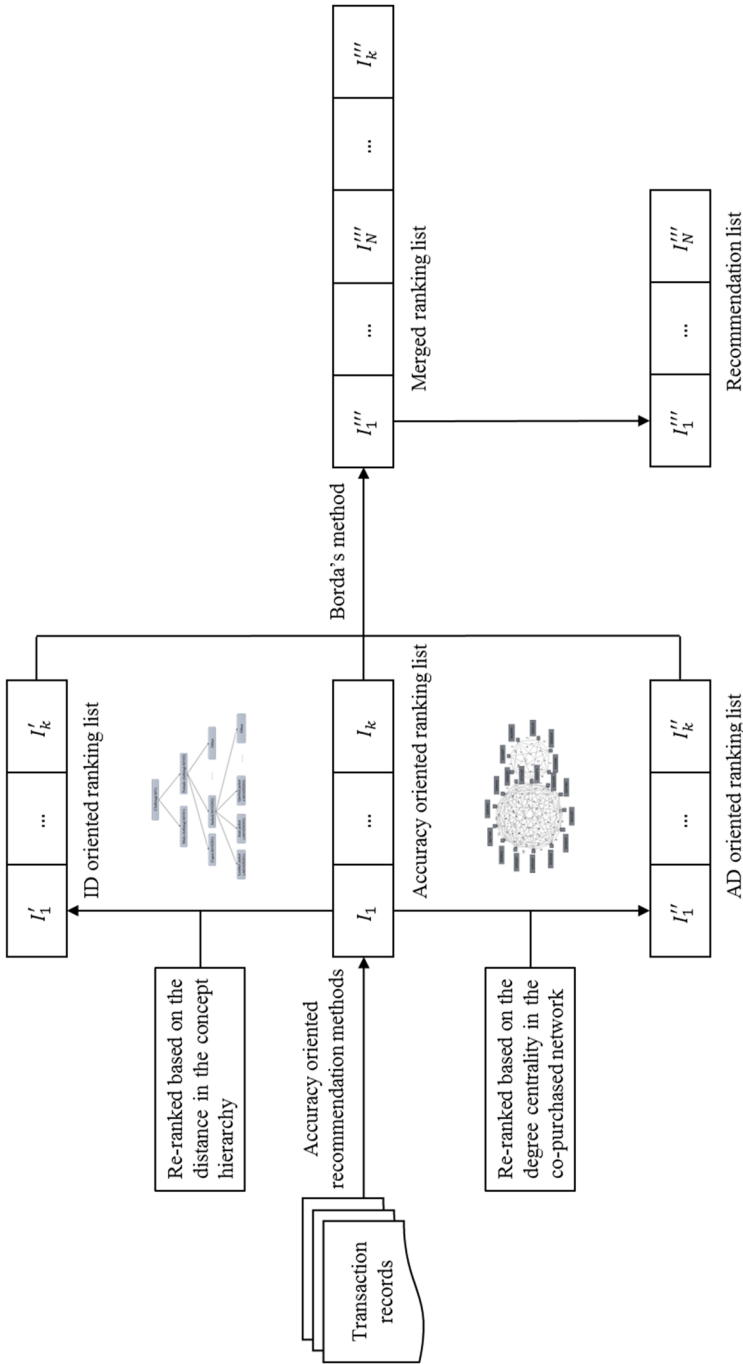 Transaction
records
Accuracy oriented
recommendation methods
Re-ranked based on the
distance in the concept
hierarchy
Re-ranked based on the
degree centrality in the
co-purchased network
I′₁ ... I′ₖ
ID oriented ranking list
I₁ ... Iₖ
Accuracy oriented ranking list
I″₁ ... I″ₖ
AD oriented ranking list
Borda's method
I‴₁ ... I‴_N ... I‴ₖ
Merged ranking list
I‴₁ ... I‴_N
Recommendation list